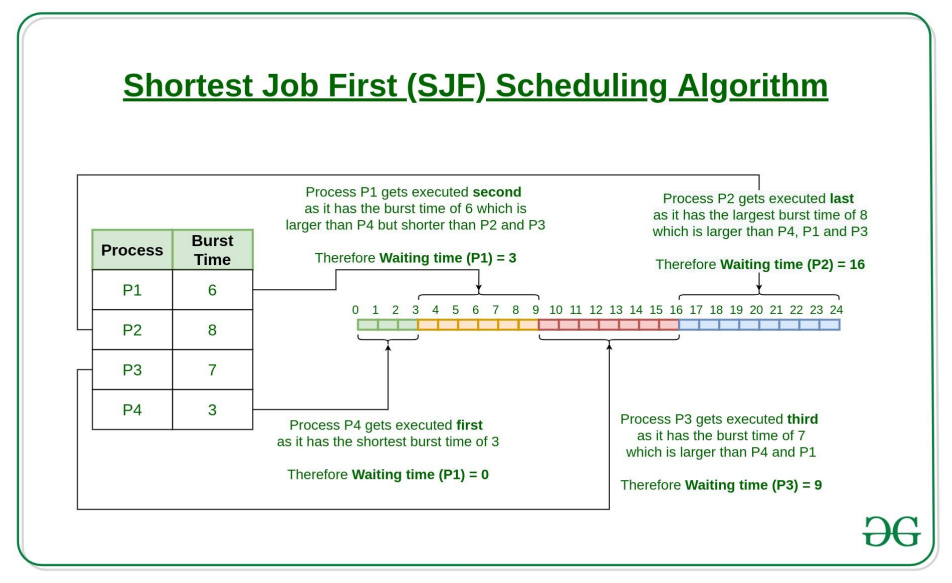 Shortest Job First (SJF) Scheduling Algorithm
Process P1 gets executed second
as it has the burst time of 6 which is
larger than P4 but shorter than P2 and P3
Therefore Waiting time (P1) = 3
Process P2 gets executed last
as it has the largest burst time of 8
which is larger than P4, P1 and P3
Therefore Waiting time (P2) = 16
Process Burst Time
P1 6
P2 8
P3 7
P4 3
0 1 2 3 4 5 6 7 8 9 10 11 12 13 14 15 16 17 18 19 20 21 22 23 24
Process P4 gets executed first
as it has the shortest burst time of 3
Therefore Waiting time (P1) = 0
Process P3 gets executed third
as it has the burst time of 7
which is larger than P4 and P1
Therefore Waiting time (P3) = 9